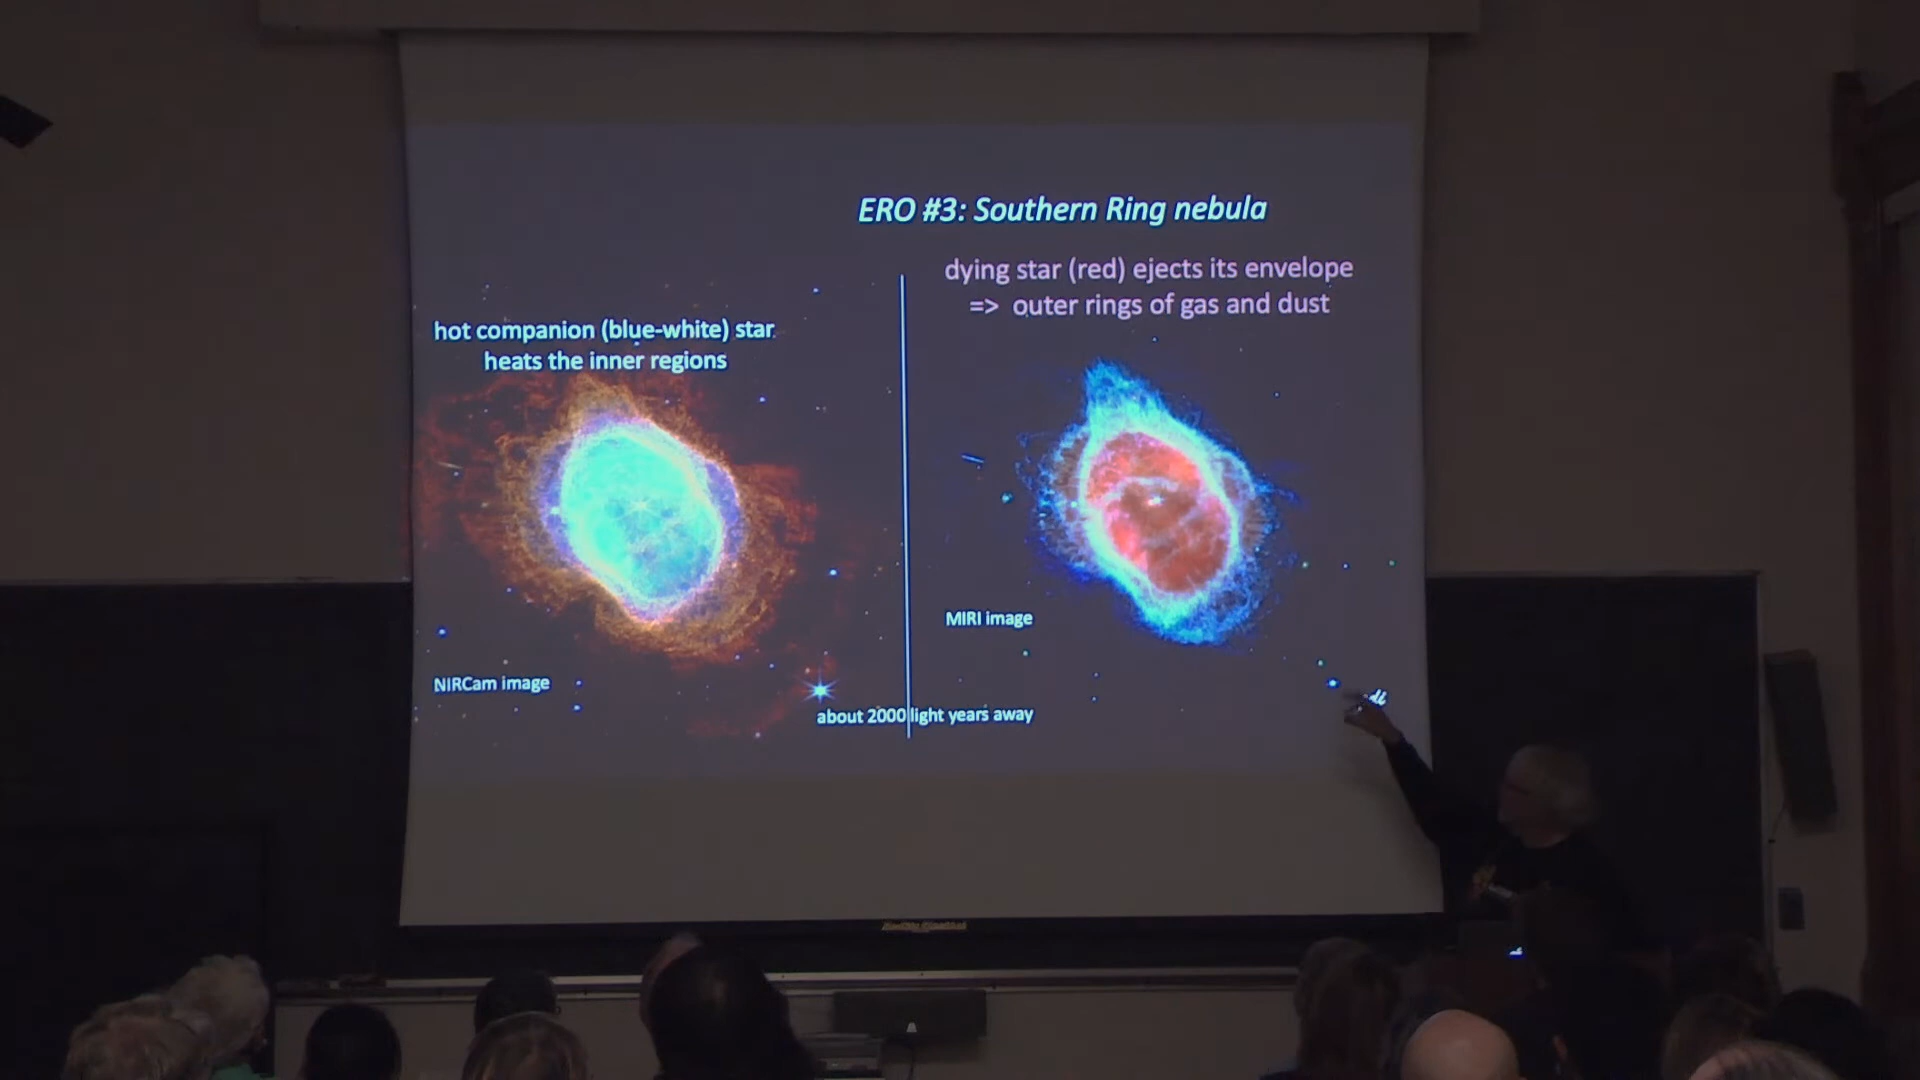 ERO #3: Southern Ring nebula
dying star (red) ejects its envelope
=> outer rings of gas and dust
hot companion (blue-white) star
heats the inner regions
MIRI image
NIRCam image
about 2000 light years away